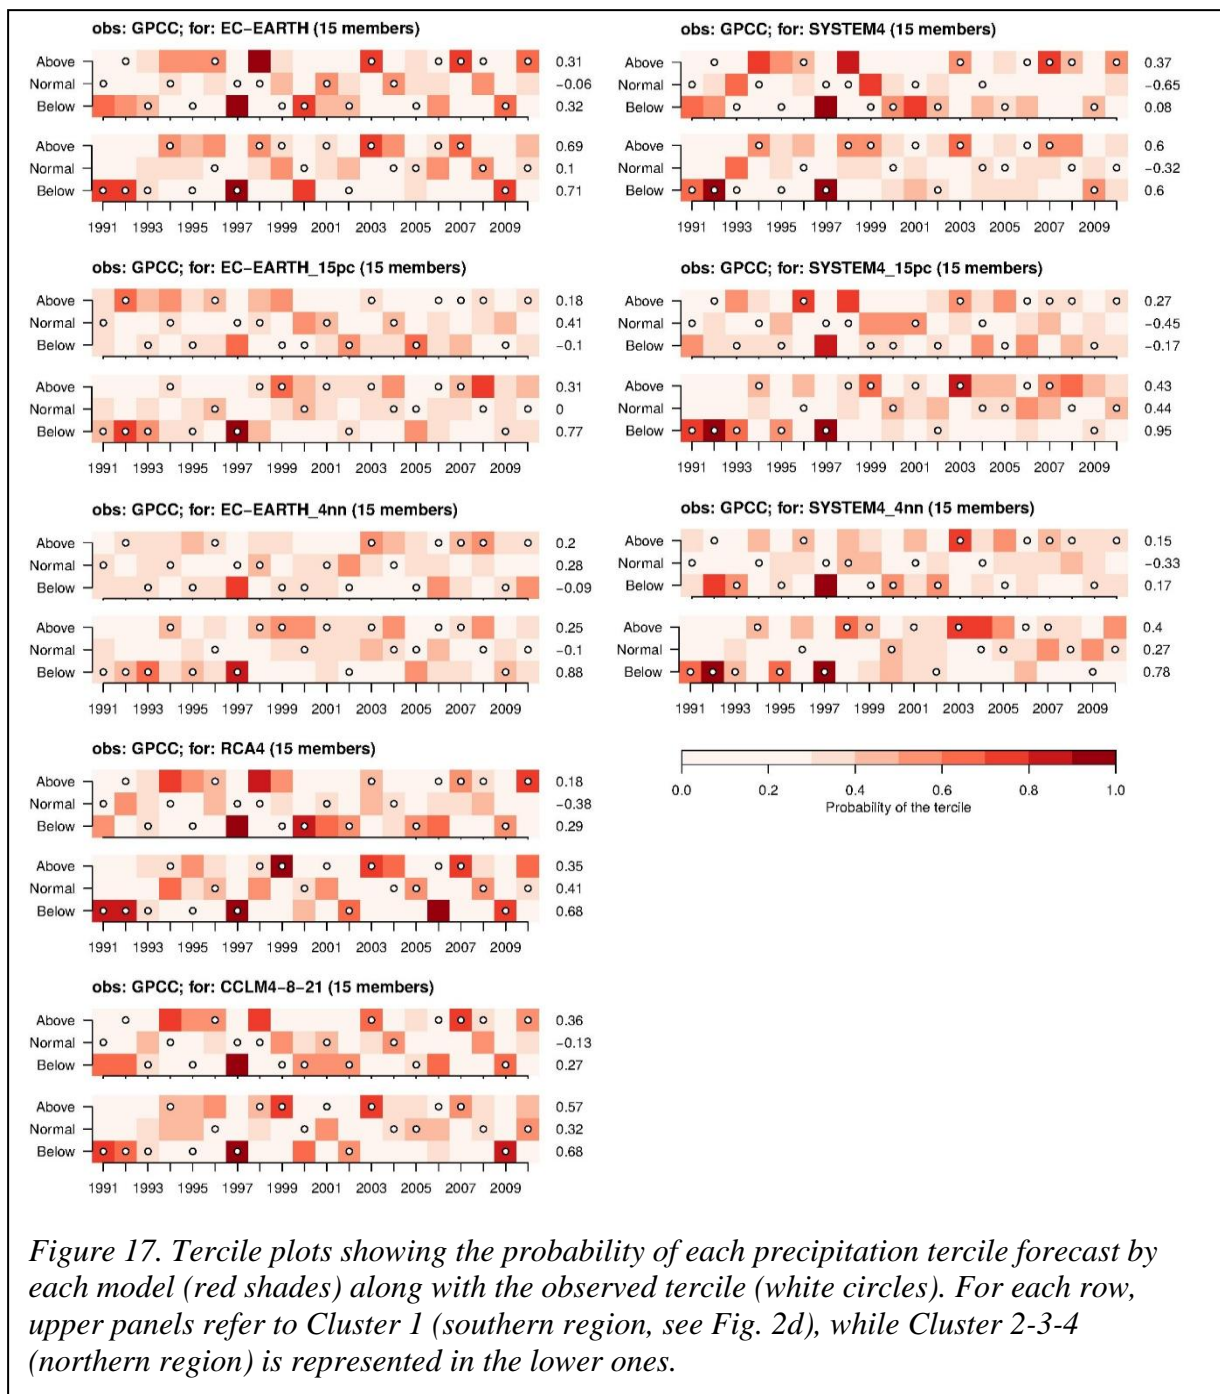 obs: GPCC; for: EC−EARTH (15 members)
Above 0.31
Normal −0.06
Below 0.32
Above 0.69
Normal 0.1
Below 0.71
1991 1993 1995 1997 1999 2001 2003 2005 2007 2009
obs: GPCC; for: SYSTEM4 (15 members)
Above 0.37
Normal −0.65
Below 0.08
Above 0.6
Normal −0.32
Below 0.6
1991 1993 1995 1997 1999 2001 2003 2005 2007 2009
obs: GPCC; for: EC−EARTH_15pc (15 members)
Above 0.18
Normal 0.41
Below −0.1
Above 0.31
Normal 0
Below 0.77
1991 1993 1995 1997 1999 2001 2003 2005 2007 2009
obs: GPCC; for: SYSTEM4_15pc (15 members)
Above 0.27
Normal −0.45
Below −0.17
Above 0.43
Normal 0.44
Below 0.95
1991 1993 1995 1997 1999 2001 2003 2005 2007 2009
obs: GPCC; for: EC−EARTH_4nn (15 members)
Above 0.2
Normal 0.28
Below −0.09
Above 0.25
Normal −0.1
Below 0.88
1991 1993 1995 1997 1999 2001 2003 2005 2007 2009
obs: GPCC; for: SYSTEM4_4nn (15 members)
Above 0.15
Normal −0.33
Below 0.17
Above 0.4
Normal 0.27
Below 0.78
1991 1993 1995 1997 1999 2001 2003 2005 2007 2009
obs: GPCC; for: RCA4 (15 members)
Above 0.18
Normal −0.38
Below 0.29
Above 0.35
Normal 0.41
Below 0.68
1991 1993 1995 1997 1999 2001 2003 2005 2007 2009
0.0 0.2 0.4 0.6 0.8 1.0
Probability of the tercile
obs: GPCC; for: CCLM4−8−21 (15 members)
Above 0.36
Normal −0.13
Below 0.27
Above 0.57
Normal 0.32
Below 0.68
1991 1993 1995 1997 1999 2001 2003 2005 2007 2009
Figure 17. Tercile plots showing the probability of each precipitation tercile forecast by
each model (red shades) along with the observed tercile (white circles). For each row,
upper panels refer to Cluster 1 (southern region, see Fig. 2d), while Cluster 2-3-4
(northern region) is represented in the lower ones.